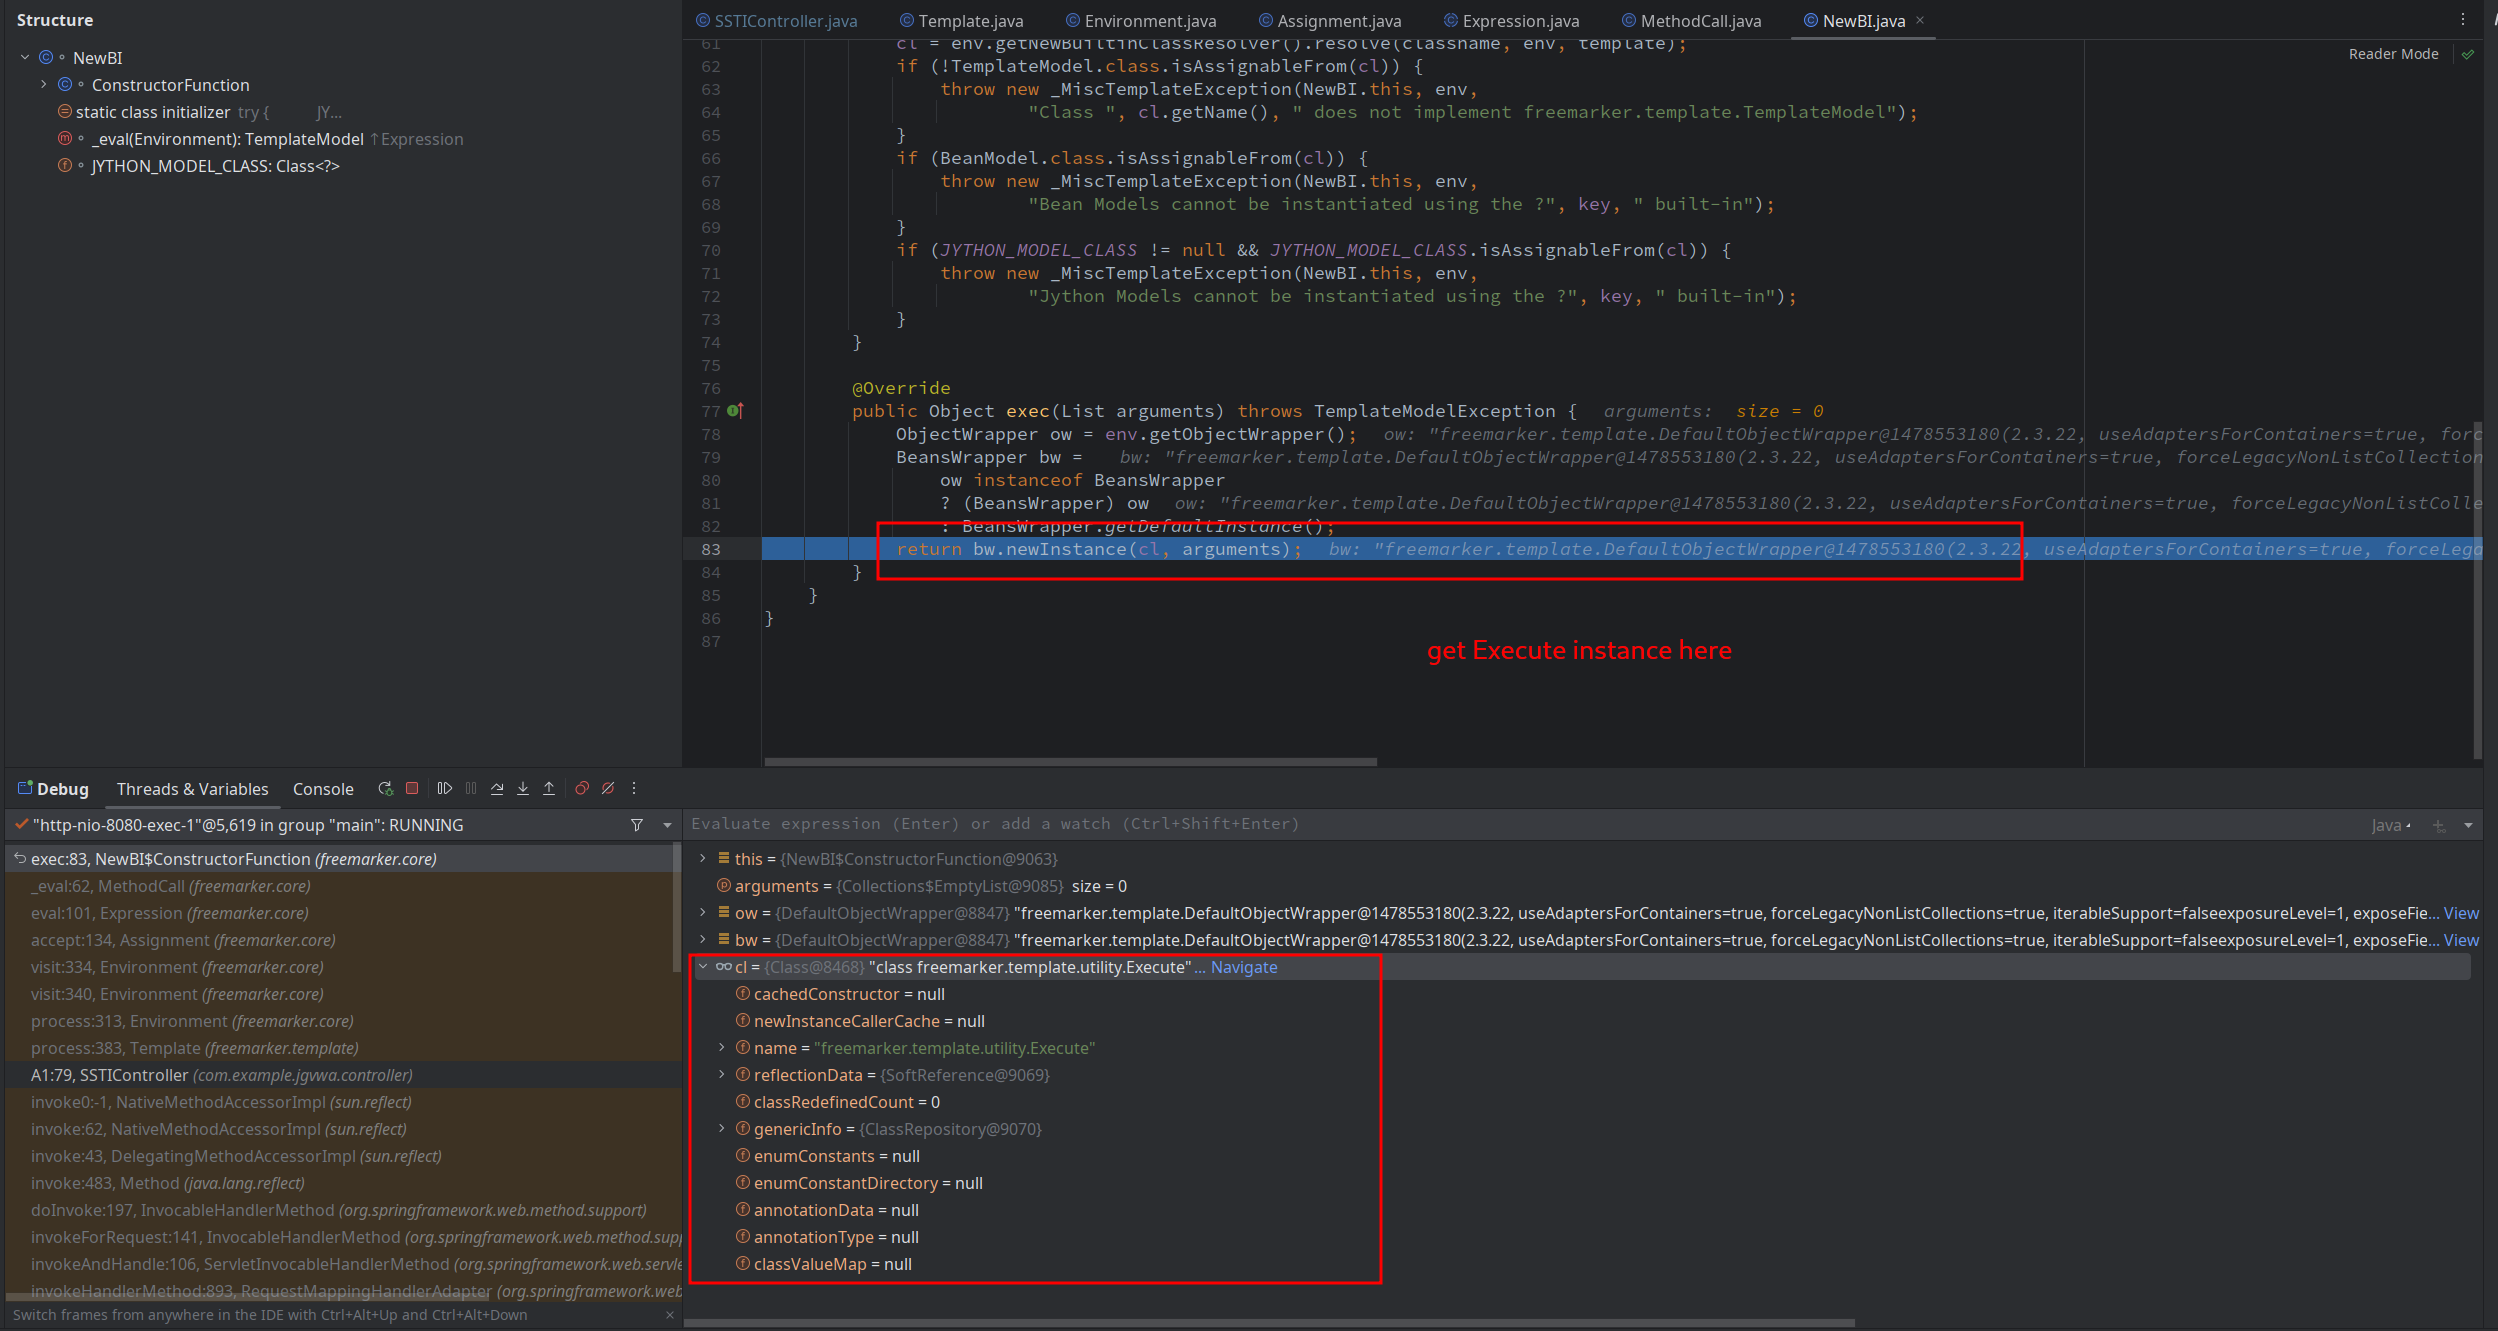 Structure
NewBI
ConstructorFunction
static class initializer try { JY...
_eval(Environment): TemplateModel ↑Expression
JYTHON_MODEL_CLASS: Class<?>
SSTIController.java Template.java Environment.java Assignment.java Expression.java MethodCall.java NewBI.java ×
Reader Mode
61 cl = env.getNewBuiltinClassResolver().resolve(classname, env, template);
62 if (!TemplateModel.class.isAssignableFrom(cl)) {
63 throw new _MiscTemplateException(NewBI.this, env,
64 "Class ", cl.getName(), " does not implement freemarker.template.TemplateModel");
65 }
66 if (BeanModel.class.isAssignableFrom(cl)) {
67 throw new _MiscTemplateException(NewBI.this, env,
68 "Bean Models cannot be instantiated using the ?", key, " built-in");
69 }
70 if (JYTHON_MODEL_CLASS != null && JYTHON_MODEL_CLASS.isAssignableFrom(cl)) {
71 throw new _MiscTemplateException(NewBI.this, env,
72 "Jython Models cannot be instantiated using the ?", key, " built-in");
73 }
74 }
75
76 @Override
77 public Object exec(List arguments) throws TemplateModelException { arguments: size = 0
78 ObjectWrapper ow = env.getObjectWrapper(); ow: "freemarker.template.DefaultObjectWrapper@1478553180(2.3.22, useAdaptersForContainers=true, forc
79 BeansWrapper bw = bw: "freemarker.template.DefaultObjectWrapper@1478553180(2.3.22, useAdaptersForContainers=true, forceLegacyNonListCollection
80 ow instanceof BeansWrapper
81 ? (BeansWrapper) ow ow: "freemarker.template.DefaultObjectWrapper@1478553180(2.3.22, useAdaptersForContainers=true, forceLegacyNonListColle
82 : BeansWrapper.getDefaultInstance();
83 return bw.newInstance(cl, arguments); bw: "freemarker.template.DefaultObjectWrapper@1478553180(2.3.22, useAdaptersForContainers=true, forceLega
84 }
85 }
86 }
87
get Execute instance here
Debug Threads & Variables Console
"http-nio-8080-exec-1"@5,619 in group "main": RUNNING
exec:83, NewBI$ConstructorFunction (freemarker.core)
_eval:62, MethodCall (freemarker.core)
eval:101, Expression (freemarker.core)
accept:134, Assignment (freemarker.core)
visit:334, Environment (freemarker.core)
visit:340, Environment (freemarker.core)
process:313, Environment (freemarker.core)
process:383, Template (freemarker.template)
A1:79, SSTIController (com.example.jgvwa.controller)
invoke0:-1, NativeMethodAccessorImpl (sun.reflect)
invoke:62, NativeMethodAccessorImpl (sun.reflect)
invoke:43, DelegatingMethodAccessorImpl (sun.reflect)
invoke:483, Method (java.lang.reflect)
doInvoke:197, InvocableHandlerMethod (org.springframework.web.method.support)
invokeForRequest:141, InvocableHandlerMethod (org.springframework.web.method.supp
invokeAndHandle:106, ServletInvocableHandlerMethod (org.springframework.web.servle
invokeHandlerMethod:893, RequestMappingHandlerAdapter (org.springframework.web
Switch frames from anywhere in the IDE with Ctrl+Alt+Up and Ctrl+Alt+Down ×
Evaluate expression (Enter) or add a watch (Ctrl+Shift+Enter) Java
this = {NewBI$ConstructorFunction@9063}
arguments = {Collections$EmptyList@9085} size = 0
ow = {DefaultObjectWrapper@8847} "freemarker.template.DefaultObjectWrapper@1478553180(2.3.22, useAdaptersForContainers=true, forceLegacyNonListCollections=true, iterableSupport=falseexposureLevel=1, exposeFie... View
bw = {DefaultObjectWrapper@8847} "freemarker.template.DefaultObjectWrapper@1478553180(2.3.22, useAdaptersForContainers=true, forceLegacyNonListCollections=true, iterableSupport=falseexposureLevel=1, exposeFie... View
cl = {Class@8468} "class freemarker.template.utility.Execute"... Navigate
cachedConstructor = null
newInstanceCallerCache = null
name = "freemarker.template.utility.Execute"
reflectionData = {SoftReference@9069}
classRedefinedCount = 0
genericInfo = {ClassRepository@9070}
enumConstants = null
enumConstantDirectory = null
annotationData = null
annotationType = null
classValueMap = null